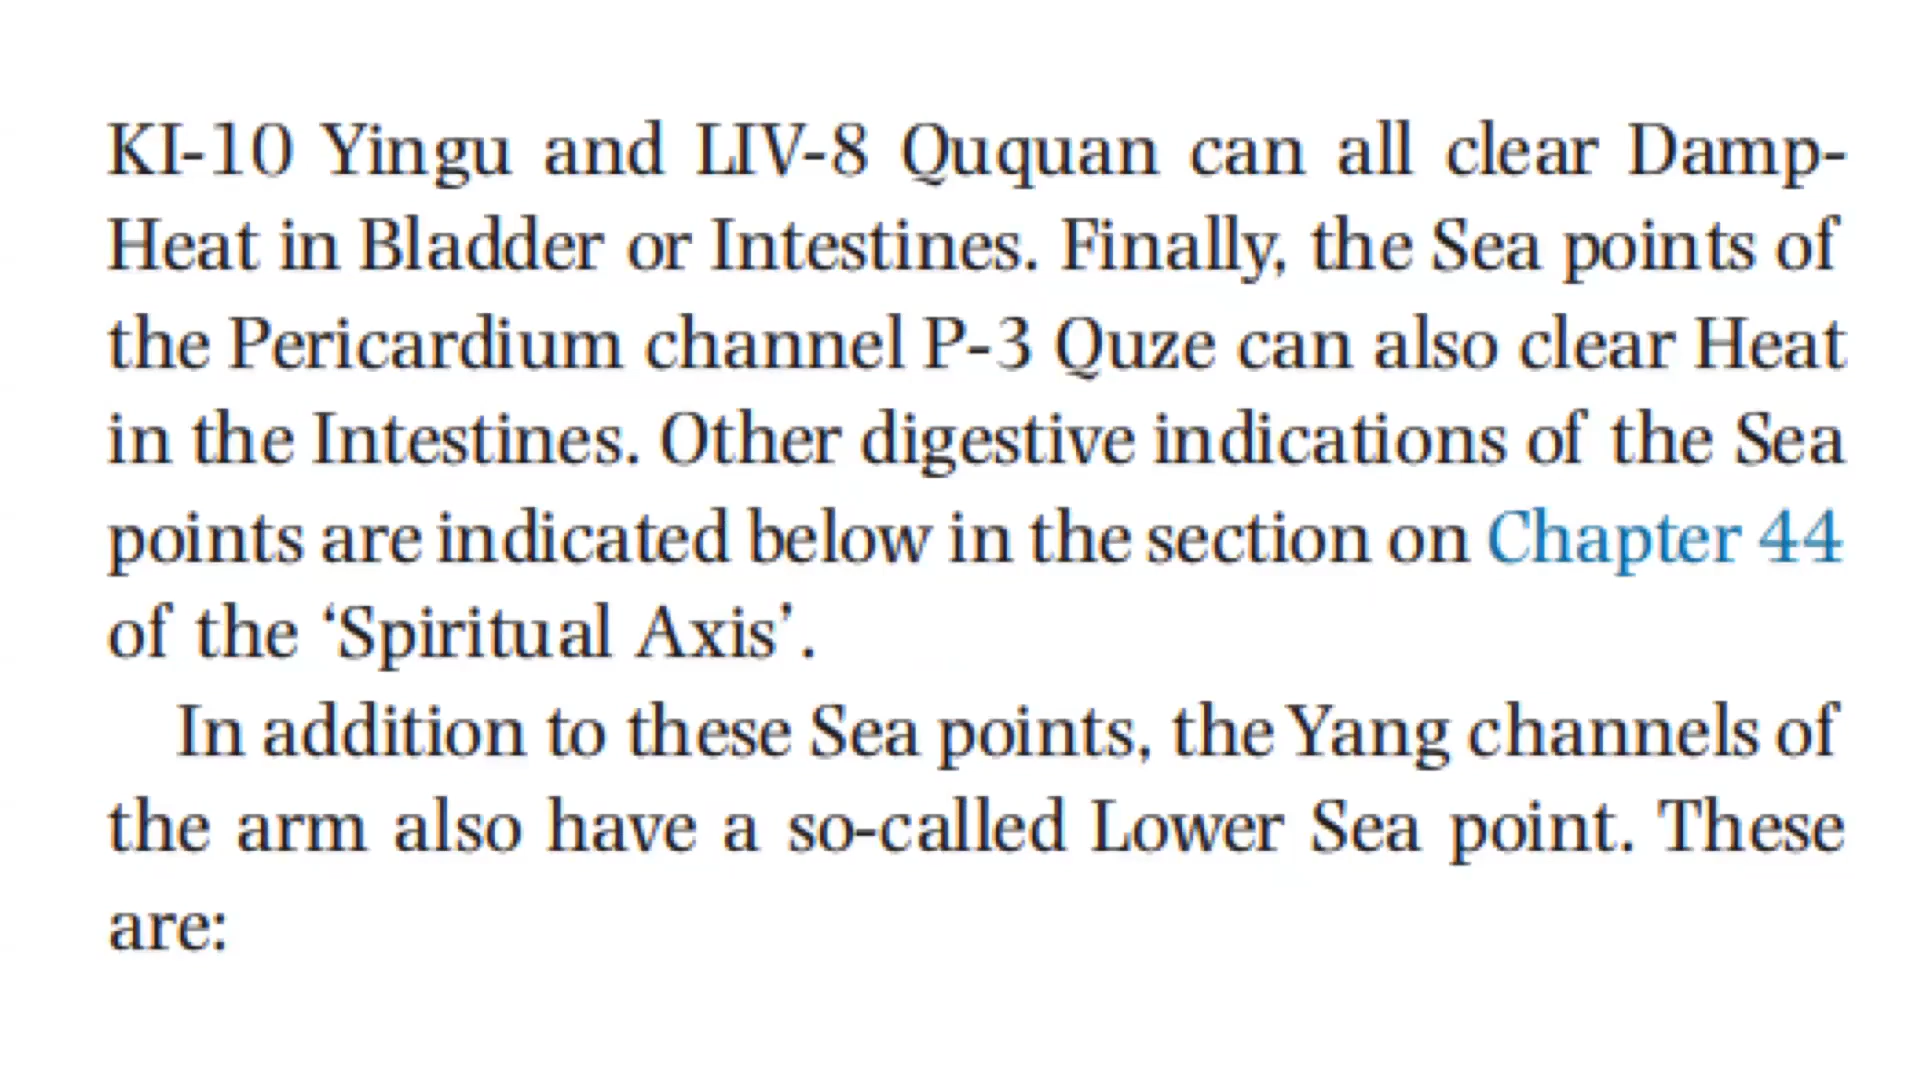 KI-10 Yingu and LIV-8 Ququan can all clear Damp-
Heat in Bladder or Intestines. Finally, the Sea points of
the Pericardium channel P-3 Quze can also clear Heat
in the Intestines. Other digestive indications of the Sea
points are indicated below in the section on Chapter 44
of the ‘Spiritual Axis’.
In addition to these Sea points, the Yang channels of
the arm also have a so-called Lower Sea point. These
are: